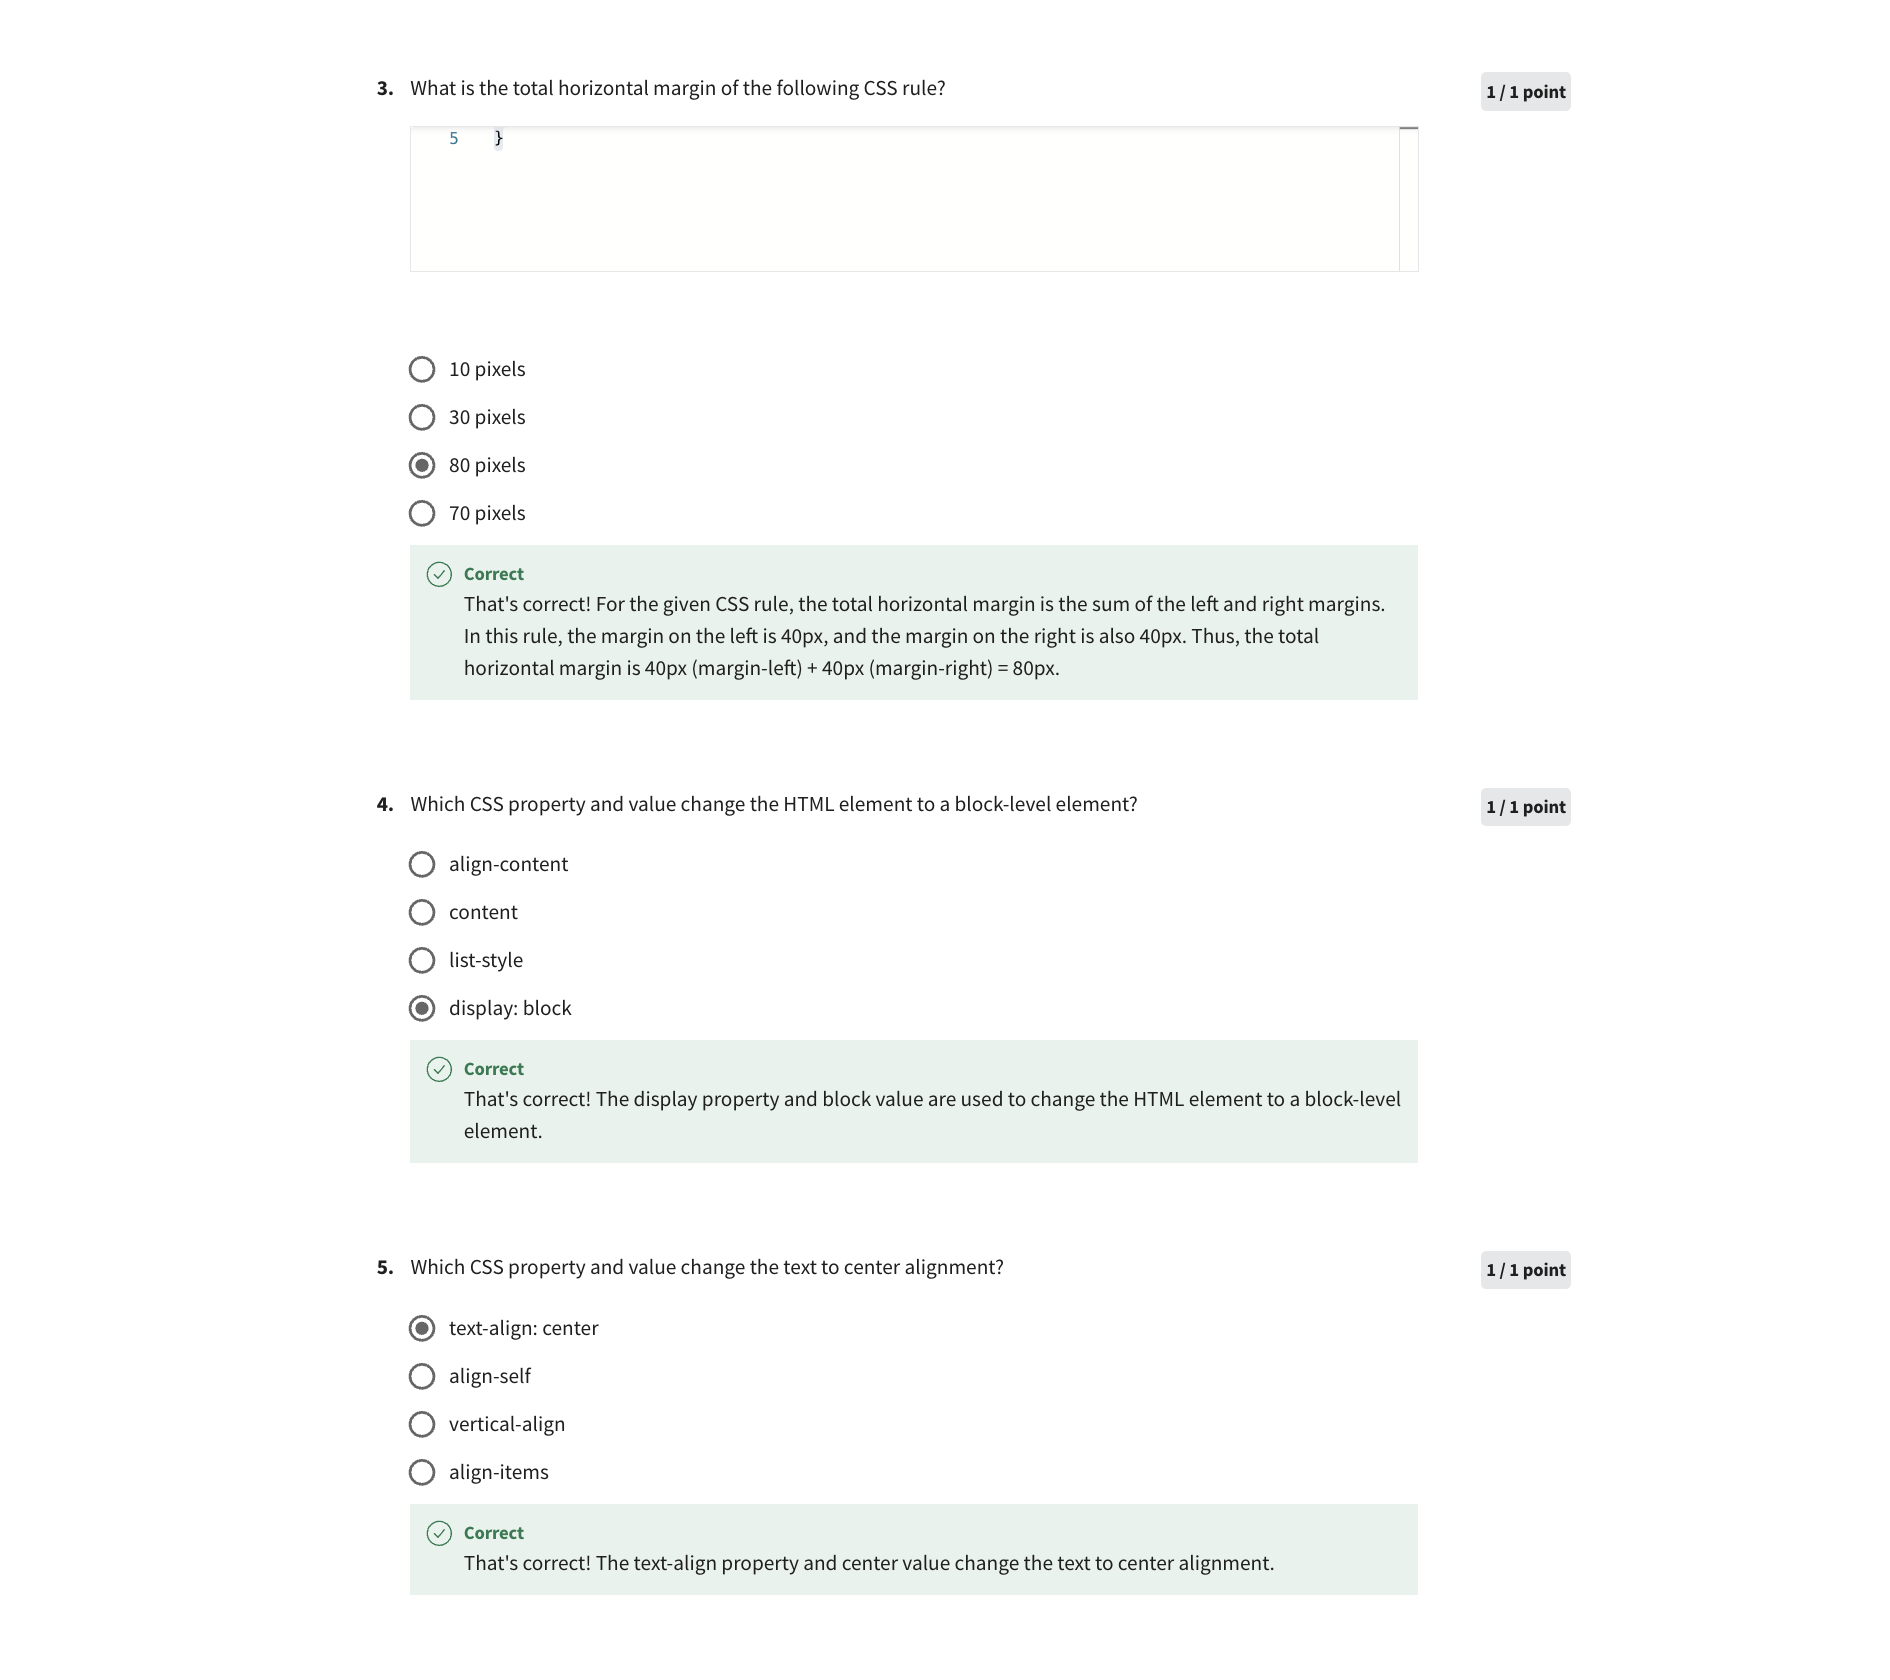 3. What is the total horizontal margin of the following CSS rule?
1 / 1 point
5 }
10 pixels
30 pixels
80 pixels
70 pixels
Correct
That's correct! For the given CSS rule, the total horizontal margin is the sum of the left and right margins.
In this rule, the margin on the left is 40px, and the margin on the right is also 40px. Thus, the total
horizontal margin is 40px (margin-left) + 40px (margin-right) = 80px.
4. Which CSS property and value change the HTML element to a block-level element?
1 / 1 point
align-content
content
list-style
display: block
Correct
That's correct! The display property and block value are used to change the HTML element to a block-level
element.
5. Which CSS property and value change the text to center alignment?
1 / 1 point
text-align: center
align-self
vertical-align
align-items
Correct
That's correct! The text-align property and center value change the text to center alignment.